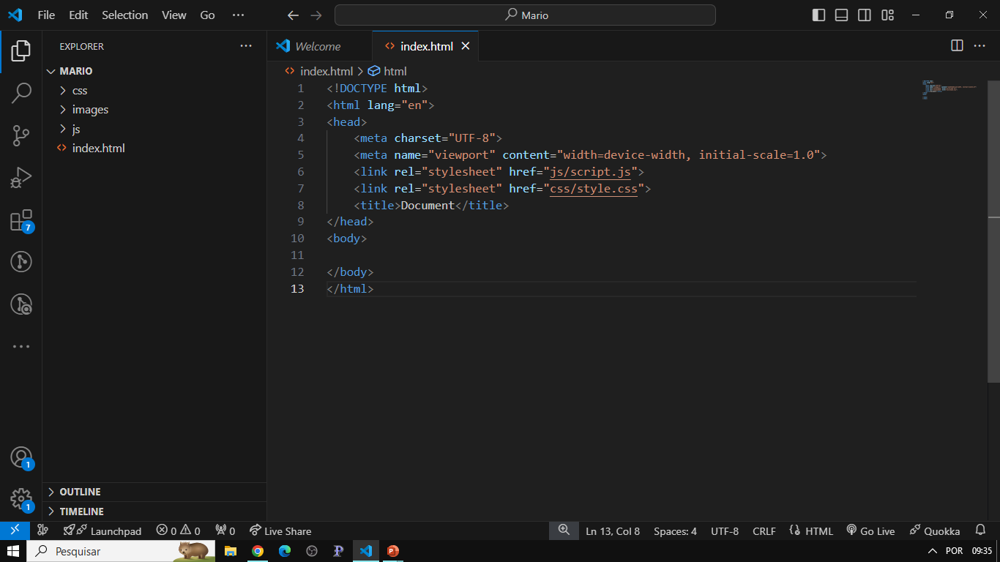 File Edit Selection View Go ··· Mario
EXPLORER ···
Welcome
index.html
MARIO
css
images
js
index.html
index.html > html
1 <!DOCTYPE html>
2 <html lang="en">
3 <head>
4 <meta charset="UTF-8">
5 <meta name="viewport" content="width=device-width, initial-scale=1.0">
6 <link rel="stylesheet" href="js/script.js">
7 <link rel="stylesheet" href="css/style.css">
8 <title>Document</title>
9 </head>
10 <body>
11
12 </body>
13 </html>
7
1
1
OUTLINE
TIMELINE
Launchpad 0 0 0 Live Share Ln 13, Col 8 Spaces: 4 UTF-8 CRLF {} HTML Go Live Quokka
Pesquisar POR 09:35